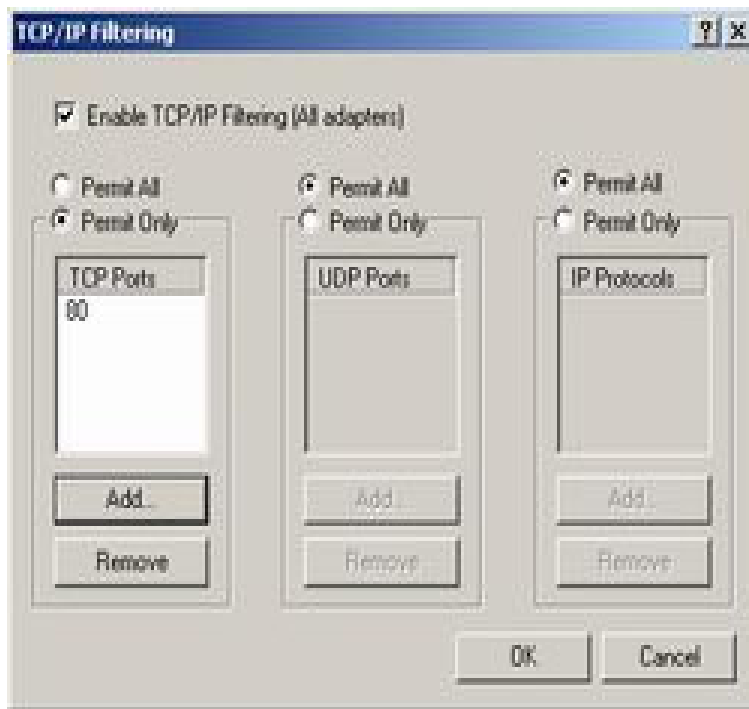 TCP/IP Filtering
Enable TCP/IP Filtering (All adapters)
Permit All
Permit Only
TCP Ports
80
Add...
Remove
Permit All
Permit Only
UDP Ports
Add...
Remove
Permit All
Permit Only
IP Protocols
Add...
Remove
OK
Cancel